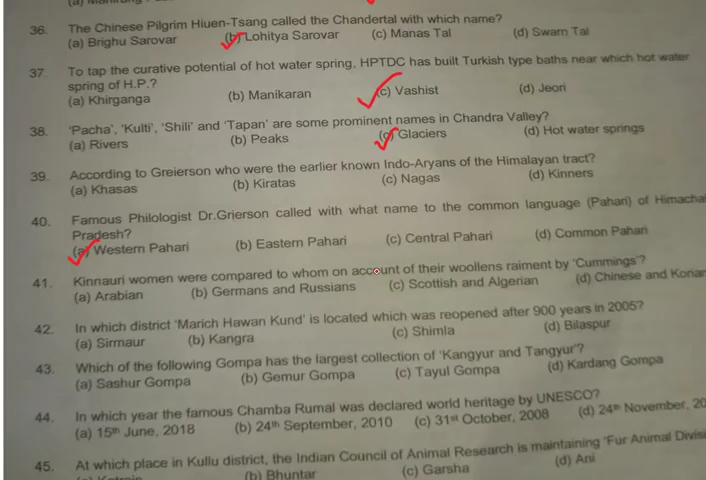 36. The Chinese Pilgrim Hiuen-Tsang called the Chandertal with which name?
(a) Brighu Sarovar (b) Lohitya Sarovar (c) Manas Tal (d) Swarn Tal
37. To tap the curative potential of hot water spring, HPTDC has built Turkish type baths near which hot water
spring of H.P.?
(a) Khirganga (b) Manikaran (c) Vashist (d) Jeori
38. 'Pacha', 'Kulti', 'Shili' and 'Tapan' are some prominent names in Chandra Valley?
(a) Rivers (b) Peaks (c) Glaciers (d) Hot water springs
39. According to Greierson who were the earlier known Indo-Aryans of the Himalayan tract?
(a) Khasas (b) Kiratas (c) Nagas (d) Kinners
40. Famous Philologist Dr.Grierson called with what name to the common language (Pahari) of Himacha
Pradesh?
(a) Western Pahari (b) Eastern Pahari (c) Central Pahari (d) Common Pahari
41. Kinnauri women were compared to whom on account of their woollens raiment by 'Cummings'?
(a) Arabian (b) Germans and Russians (c) Scottish and Algerian (d) Chinese and
42. In which district 'Marich Hawan Kund' is located which was reopened after 900 years in 2005?
(a) Sirmaur (b) Kangra (c) Shimla (d) Bilaspur
43. Which of the following Gompa has the largest collection of 'Kangyur and Tangyur'?
(a) Sashur Gompa (b) Gemur Gompa (c) Tayul Gompa (d) Kardang Gompa
44. In which year the famous Chamba Rumal was declared world heritage by UNESCO?
(a) 15th June, 2018 (b) 24th September, 2010 (c) 31st October, 2008 (d) 24th November, 20
45. At which place in Kullu district, the Indian Council of Animal Research is maintaining 'Fur Animal Divis
(b) Bhuntar (c) Garsha (d) Ani